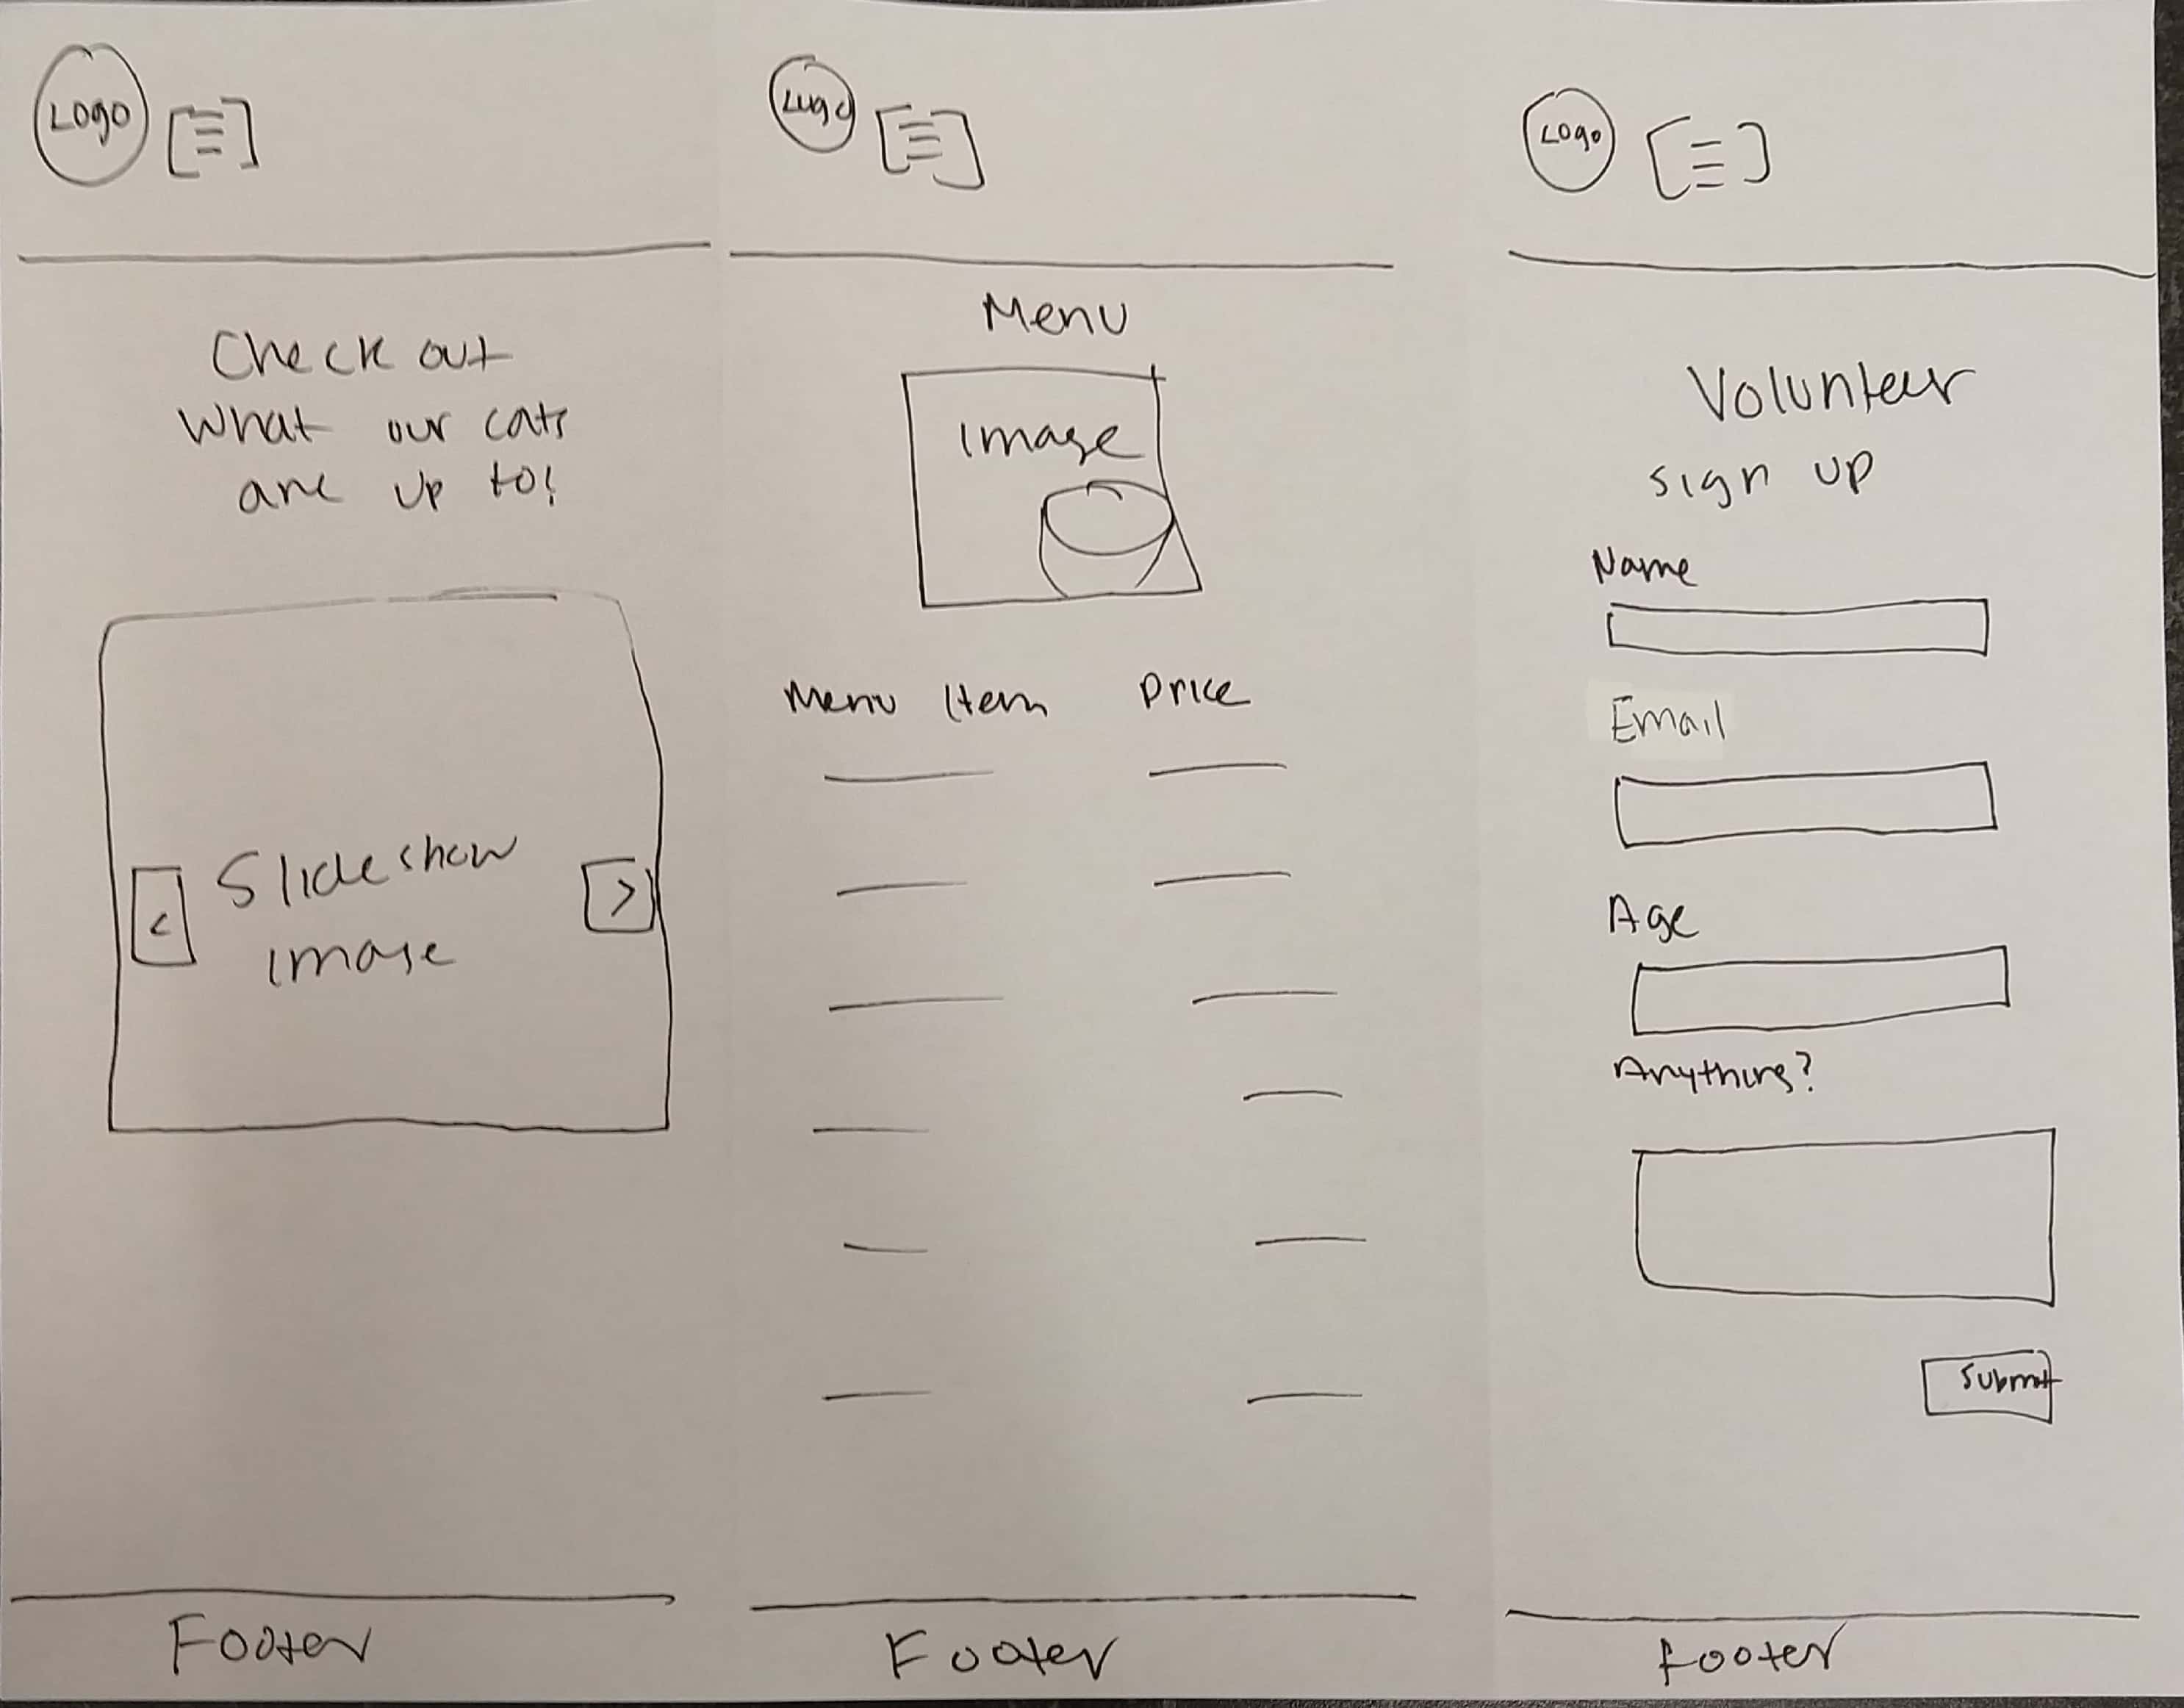 Logo
Check out
What our cats
are up to!
<
Slideshow
image
>
Footer
Logo
Menu
Image
Menu Item Price
Footer
Logo
Volunteer
sign up
Name
Email
Age
Anything?
Submit
footer